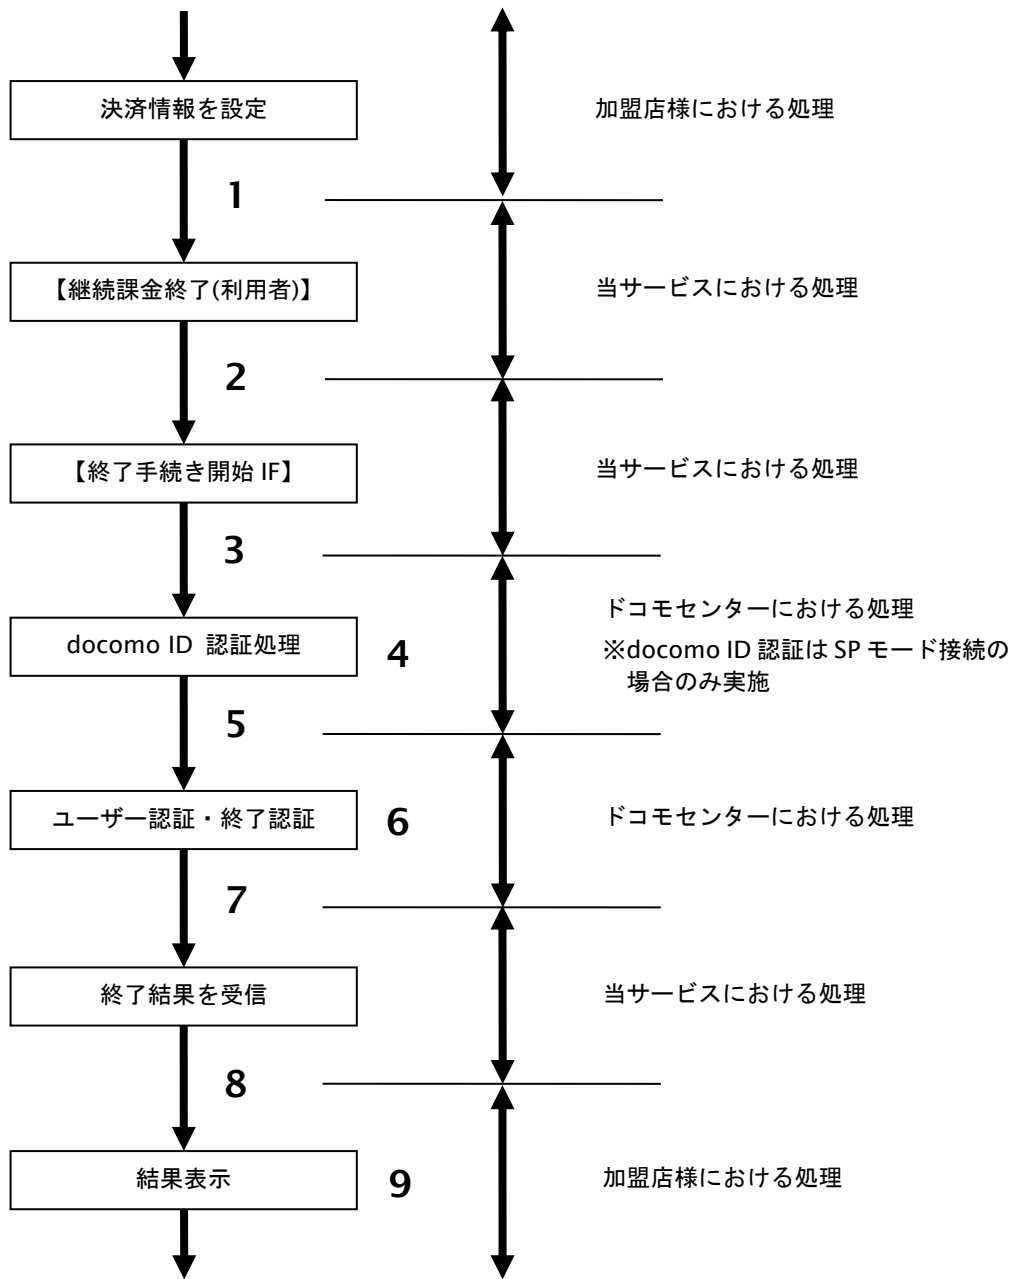 決済情報を設定
加盟店様における処理
1
【継続課金終了(利用者)】
当サービスにおける処理
2
【終了手続き開始 IF】
当サービスにおける処理
3
ドコモセンターにおける処理
docomo ID 認証処理
4
※docomo ID 認証は SP モード接続の
場合のみ実施
5
ユーザー認証・終了認証
6
ドコモセンターにおける処理
7
終了結果を受信
当サービスにおける処理
8
結果表示
9
加盟店様における処理